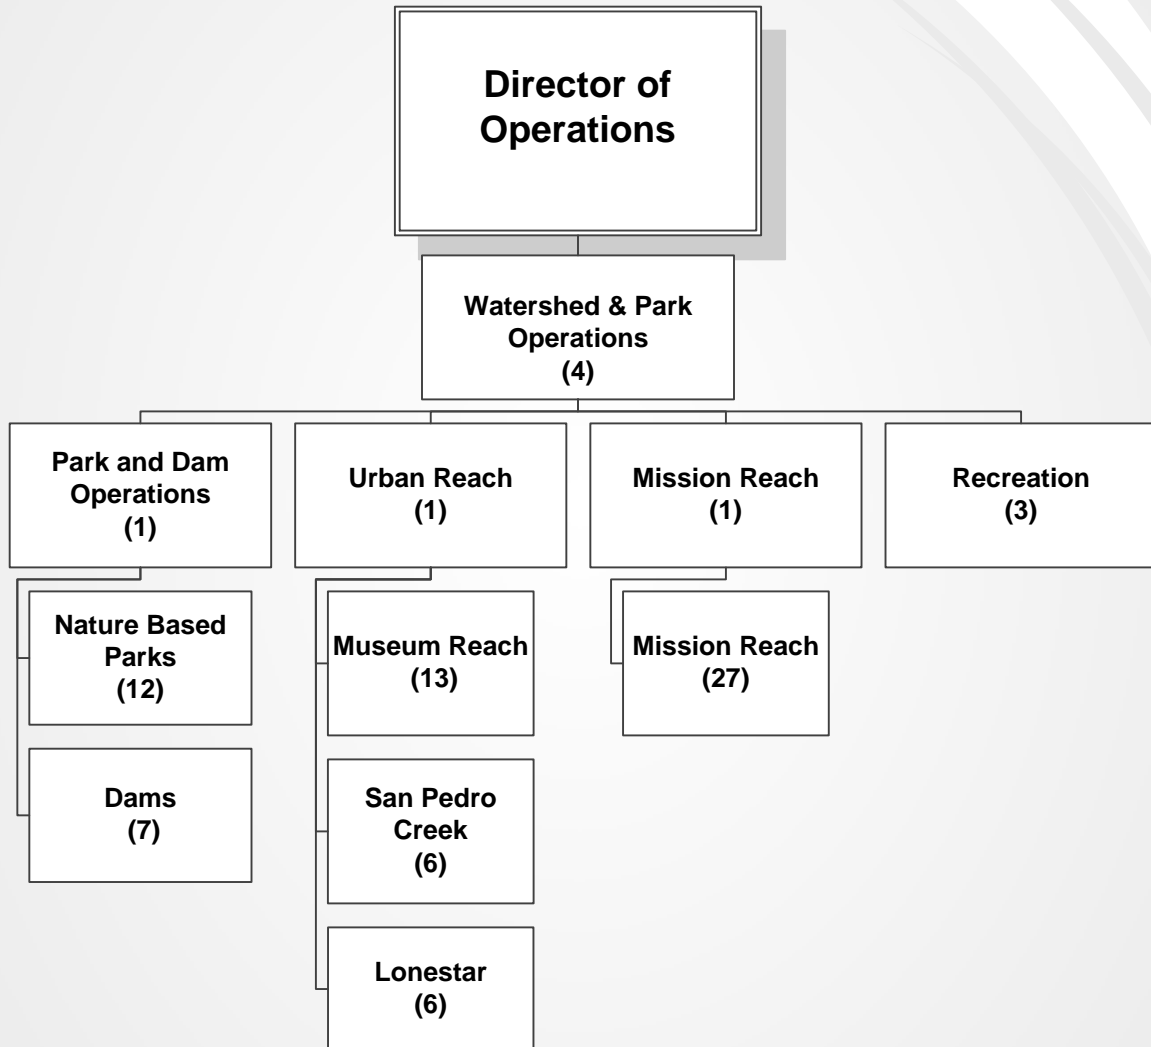 Director of
Operations
Watershed & Park
Operations
(4)
Park and Dam
Operations
(1)
Urban Reach
(1)
Mission Reach
(1)
Recreation
(3)
Nature Based
Parks
(12)
Dams
(7)
Museum Reach
(13)
San Pedro
Creek
(6)
Lonestar
(6)
Mission Reach
(27)